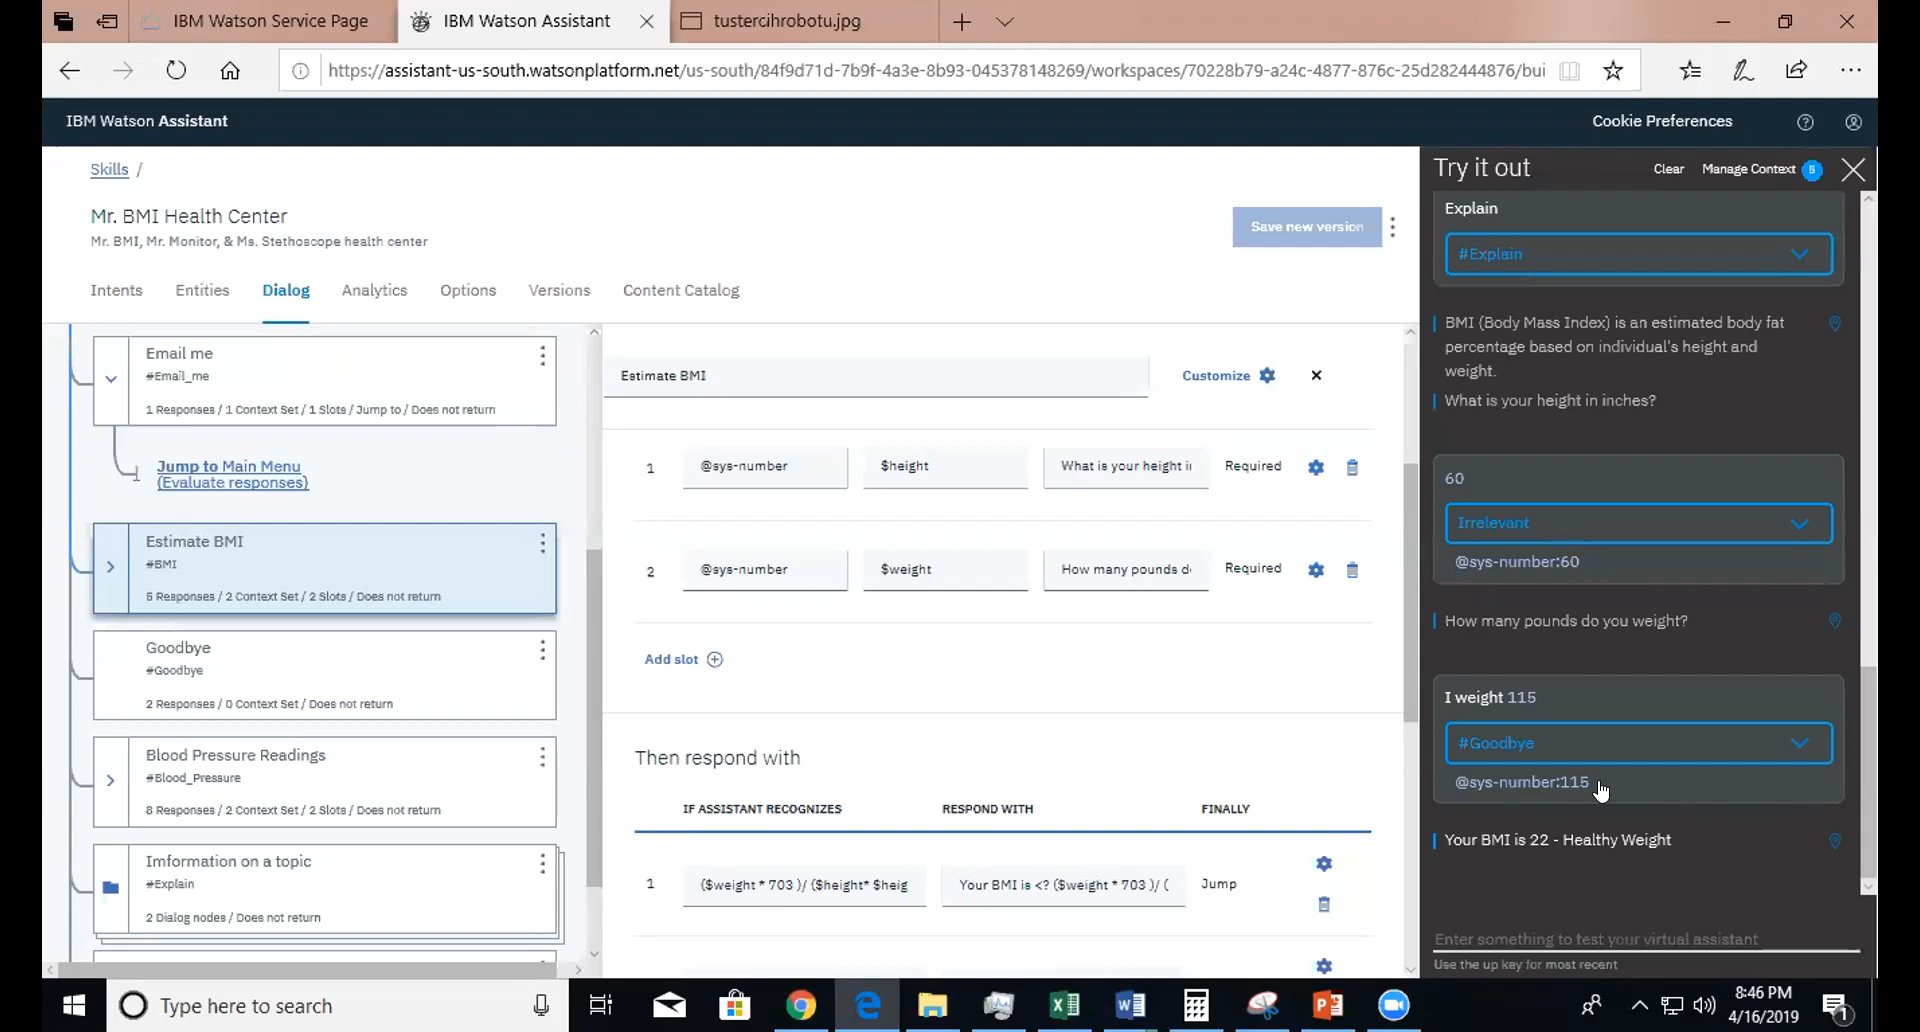 IBM Watson Service Page
IBM Watson Assistant
tustercihrobotu.jpg
https://assistant-us-south.watsonplatform.net/us-south/84f9d71d-7b9f-4a3e-8b93-045378148269/workspaces/70228b79-a24c-4877-876c-25d282444876/bui
IBM Watson Assistant
Cookie Preferences
Skills /
Mr. BMI Health Center
Mr. BMI, Mr. Monitor, & Ms. Stethoscope health center
Save new version
Intents
Entities
Dialog
Analytics
Options
Versions
Content Catalog
Email me
#Email_me
1 Responses / 1 Context Set / 1 Slots / Jump to / Does not return
Jump to Main Menu
(Evaluate responses)
Estimate BMI
#BMI
5 Responses / 2 Context Set / 2 Slots / Does not return
Goodbye
#Goodbye
2 Responses / 0 Context Set / Does not return
Blood Pressure Readings
#Blood_Pressure
8 Responses / 2 Context Set / 2 Slots / Does not return
Imformation on a topic
#Explain
2 Dialog nodes / Does not return
Estimate BMI
Customize
1
@sys-number
$height
What is your height i
Required
2
@sys-number
$weight
How many pounds d
Required
Add slot
Then respond with
IF ASSISTANT RECOGNIZES
RESPOND WITH
FINALLY
1
($weight * 703 )/ ($height* $heig
Your BMI is <? ($weight * 703 )/ (
Jump
Try it out
Clear
Manage Context 5
Explain
#Explain
BMI (Body Mass Index) is an estimated body fat
percentage based on individual's height and
weight.
What is your height in inches?
60
Irrelevant
@sys-number:60
How many pounds do you weight?
I weight 115
#Goodbye
@sys-number:115
Your BMI is 22 - Healthy Weight
Enter something to test your virtual assistant
Use the up key for most recent
Type here to search
8:46 PM
4/16/2019
1